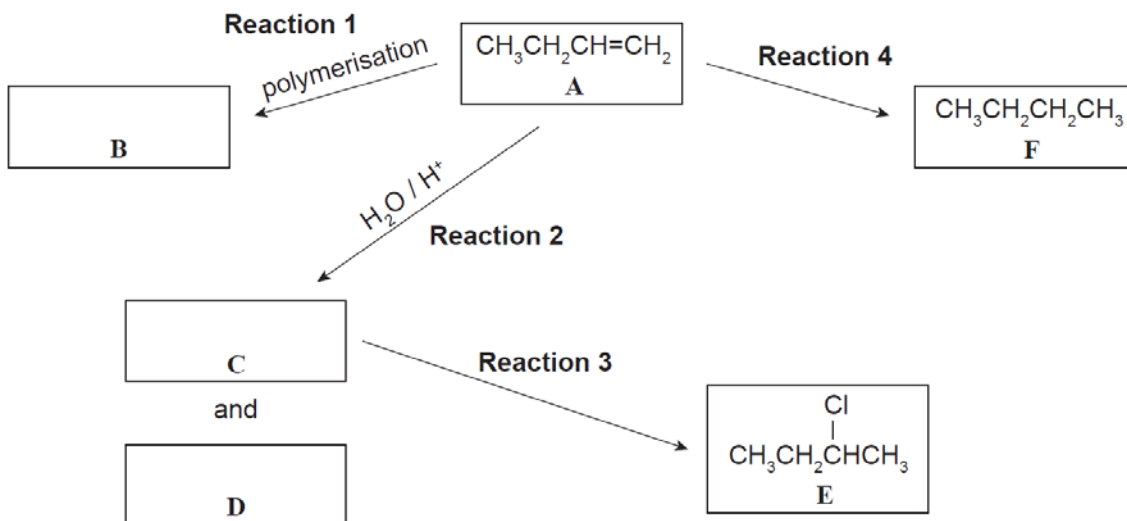 Reaction 1
polymerisation
CH₃CH₂CH=CH₂
A
Reaction 4
B
CH₃CH₂CH₂CH₃
F
H₂O / H⁺
Reaction 2
C
Reaction 3
and
Cl
CH₃CH₂CHCH₃
E
D